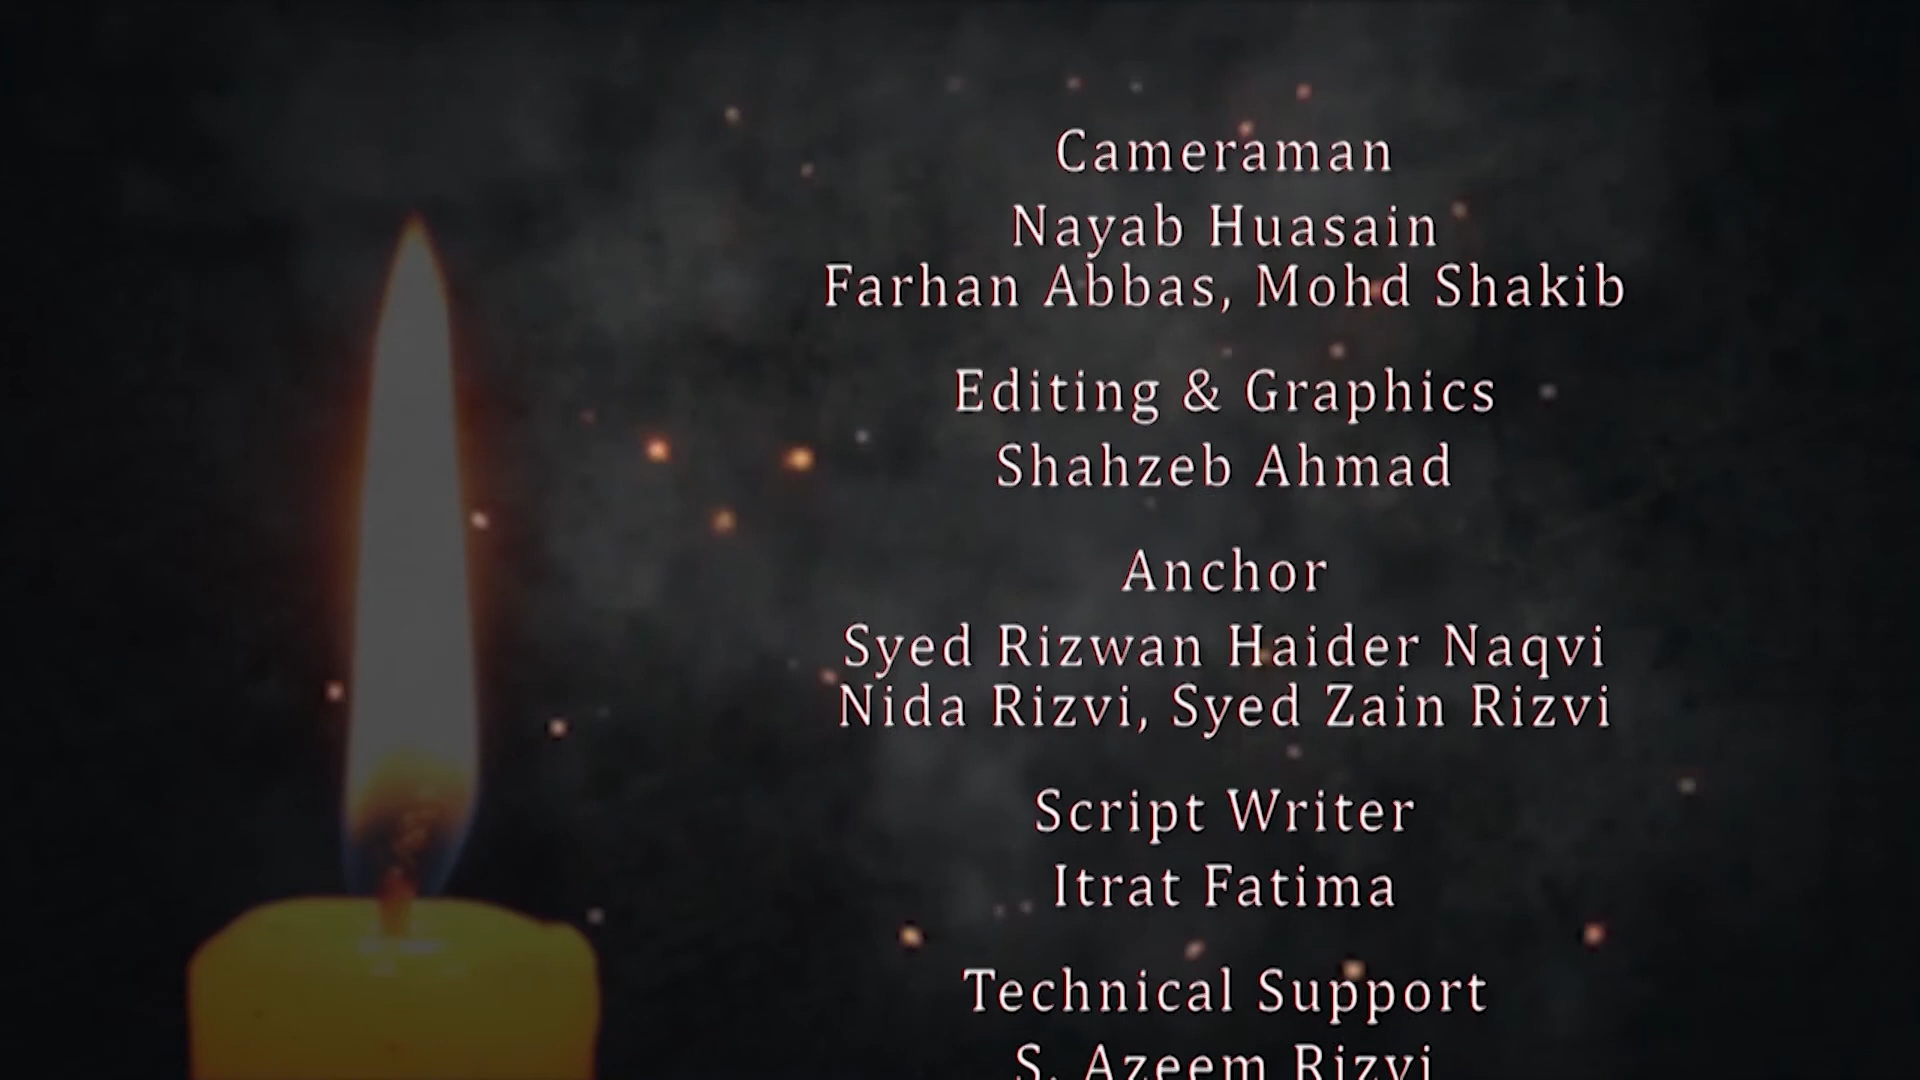 Cameraman
Nayab Huasain
Farhan Abbas, Mohd Shakib
Editing & Graphics
Shahzeb Ahmad
Anchor
Syed Rizwan Haider Naqvi
Nida Rizvi, Syed Zain Rizvi
Script Writer
Itrat Fatima
Technical Support
S. Azeem Rizvi